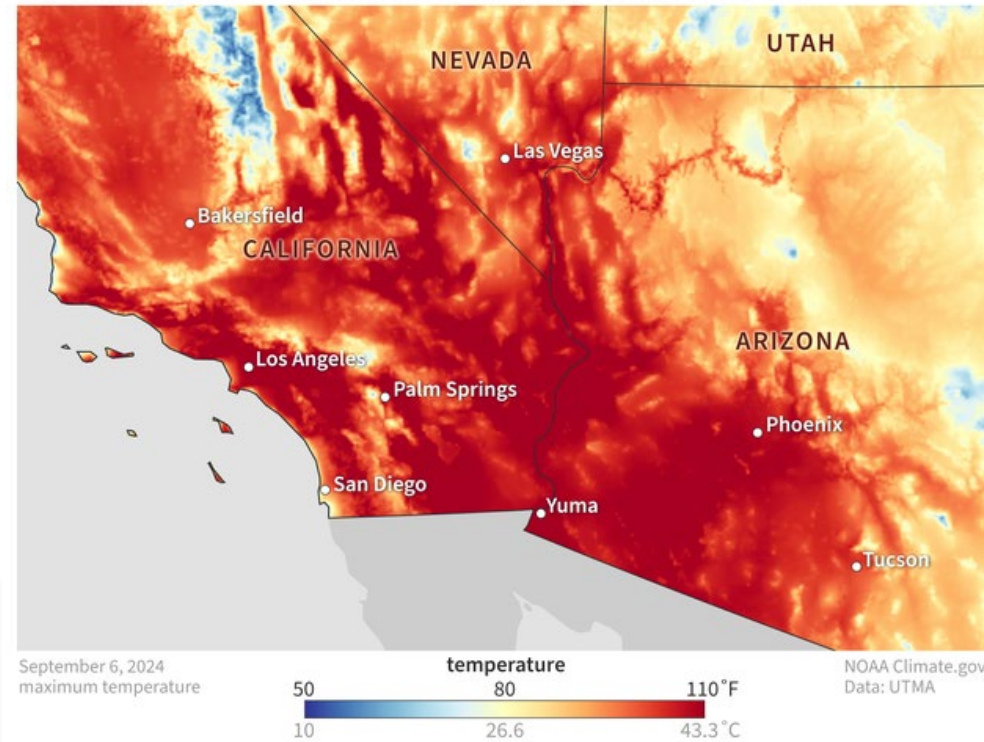 NEVADA
UTAH
Las Vegas
Bakersfield
CALIFORNIA
ARIZONA
Los Angeles
Palm Springs
Phoenix
San Diego
Yuma
Tucson
September 6, 2024
maximum temperature
temperature
50 80 110°F
10 26.6 43.3°C
NOAA Climate.gov
Data: UTMA